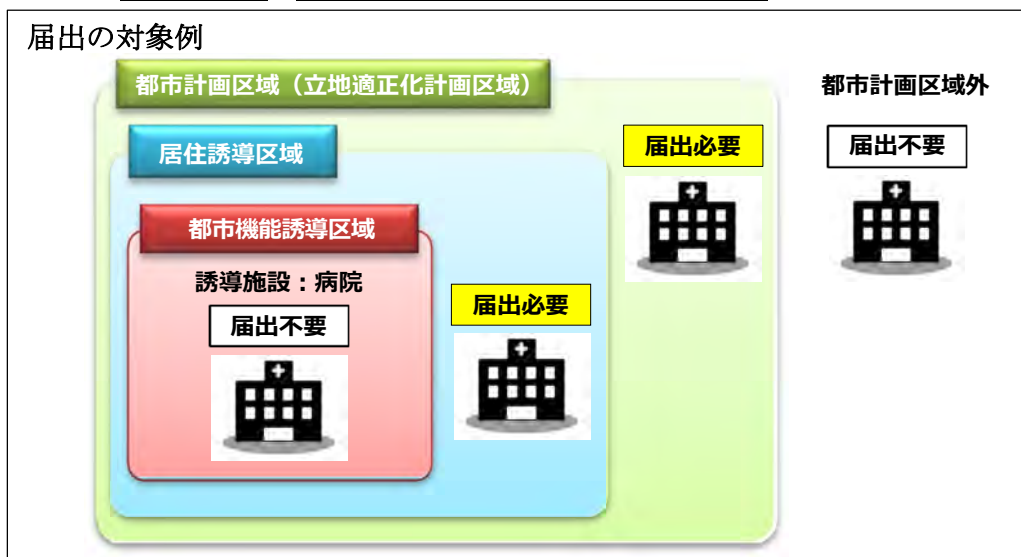 届出の対象例
都市計画区域（立地適正化計画区域）
都市計画区域外
居住誘導区域
届出必要
届出不要
都市機能誘導区域
誘導施設：病院
届出必要
届出不要